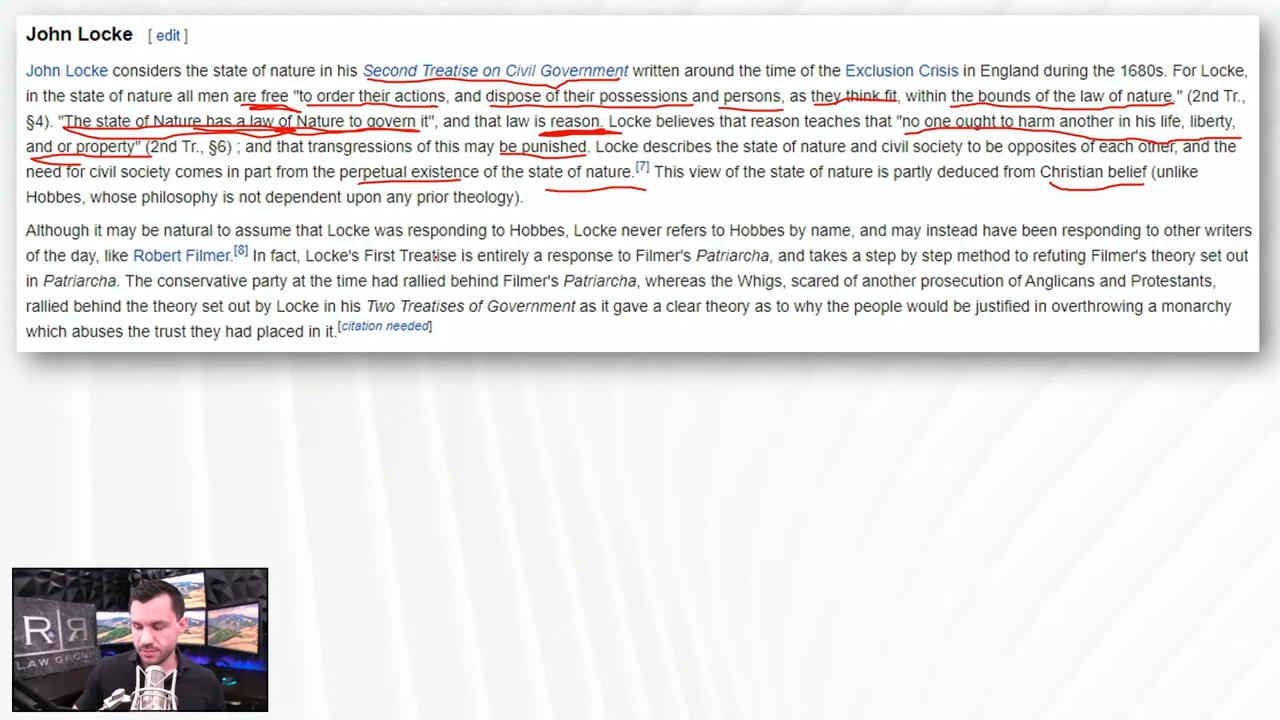 John Locke [ edit ]
John Locke considers the state of nature in his Second Treatise on Civil Government written around the time of the Exclusion Crisis in England during the 1680s. For Locke,
in the state of nature all men are free "to order their actions, and dispose of their possessions and persons, as they think fit, within the bounds of the law of nature." (2nd Tr.,
§4). "The state of Nature has a law of Nature to govern it", and that law is reason. Locke believes that reason teaches that "no one ought to harm another in his life, liberty,
and or property" (2nd Tr., §6) ; and that transgressions of this may be punished. Locke describes the state of nature and civil society to be opposites of each other, and the
need for civil society comes in part from the perpetual existence of the state of nature.[7] This view of the state of nature is partly deduced from Christian belief (unlike
Hobbes, whose philosophy is not dependent upon any prior theology).
Although it may be natural to assume that Locke was responding to Hobbes, Locke never refers to Hobbes by name, and may instead have been responding to other writers
of the day, like Robert Filmer.[8] In fact, Locke's First Treatise is entirely a response to Filmer's Patriarcha, and takes a step by step method to refuting Filmer's theory set out
in Patriarcha. The conservative party at the time had rallied behind Filmer's Patriarcha, whereas the Whigs, scared of another prosecution of Anglicans and Protestants,
rallied behind the theory set out by Locke in his Two Treatises of Government as it gave a clear theory as to why the people would be justified in overthrowing a monarchy
which abuses the trust they had placed in it.[citation needed]
R|R
LAW GROUP